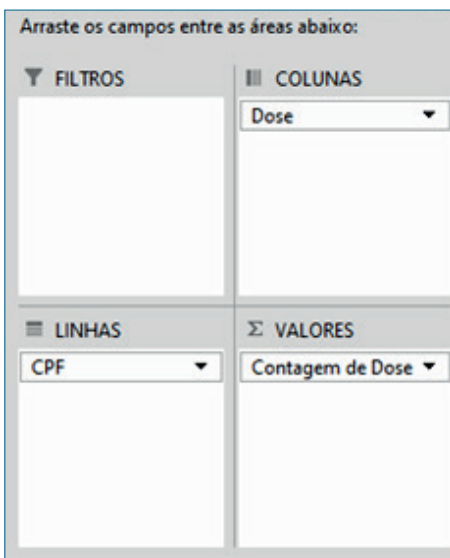 Arraste os campos entre as áreas abaixo:
FILTROS
COLUNAS
Dose
LINHAS
Σ VALORES
CPF
Contagem de Dose